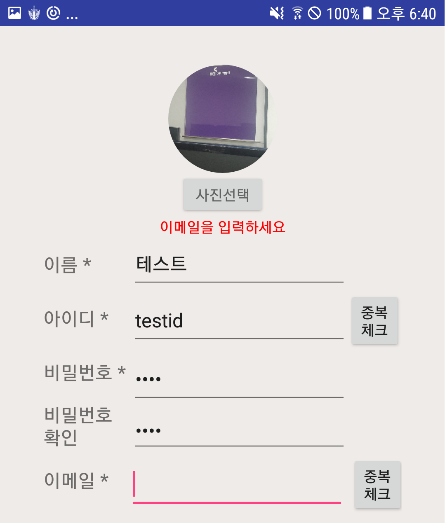 ... 100% 오후 6:40
사진선택
이메일을 입력하세요
이름 * 테스트
아이디 * testid 중복
체크
비밀번호 * ••••
비밀번호
확인 ••••
이메일 * 중복
체크